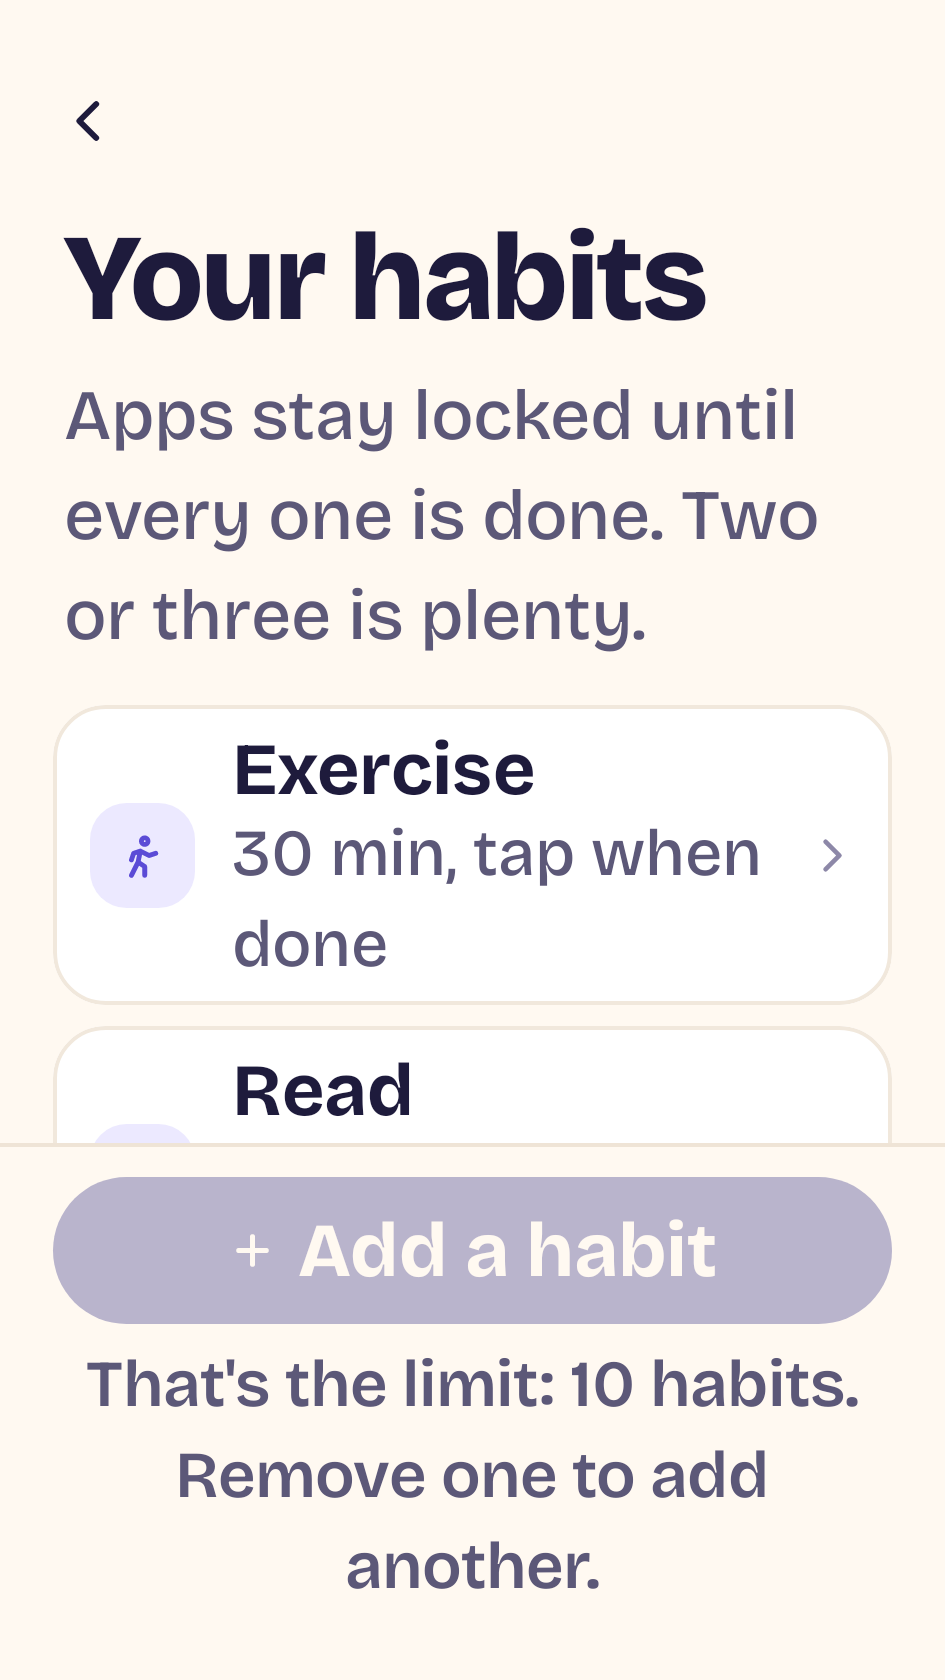 Your habits
Apps stay locked until
every one is done. Two
or three is plenty.
Exercise
30 min, tap when
done
Read
+ Add a habit
That's the limit: 10 habits.
Remove one to add
another.